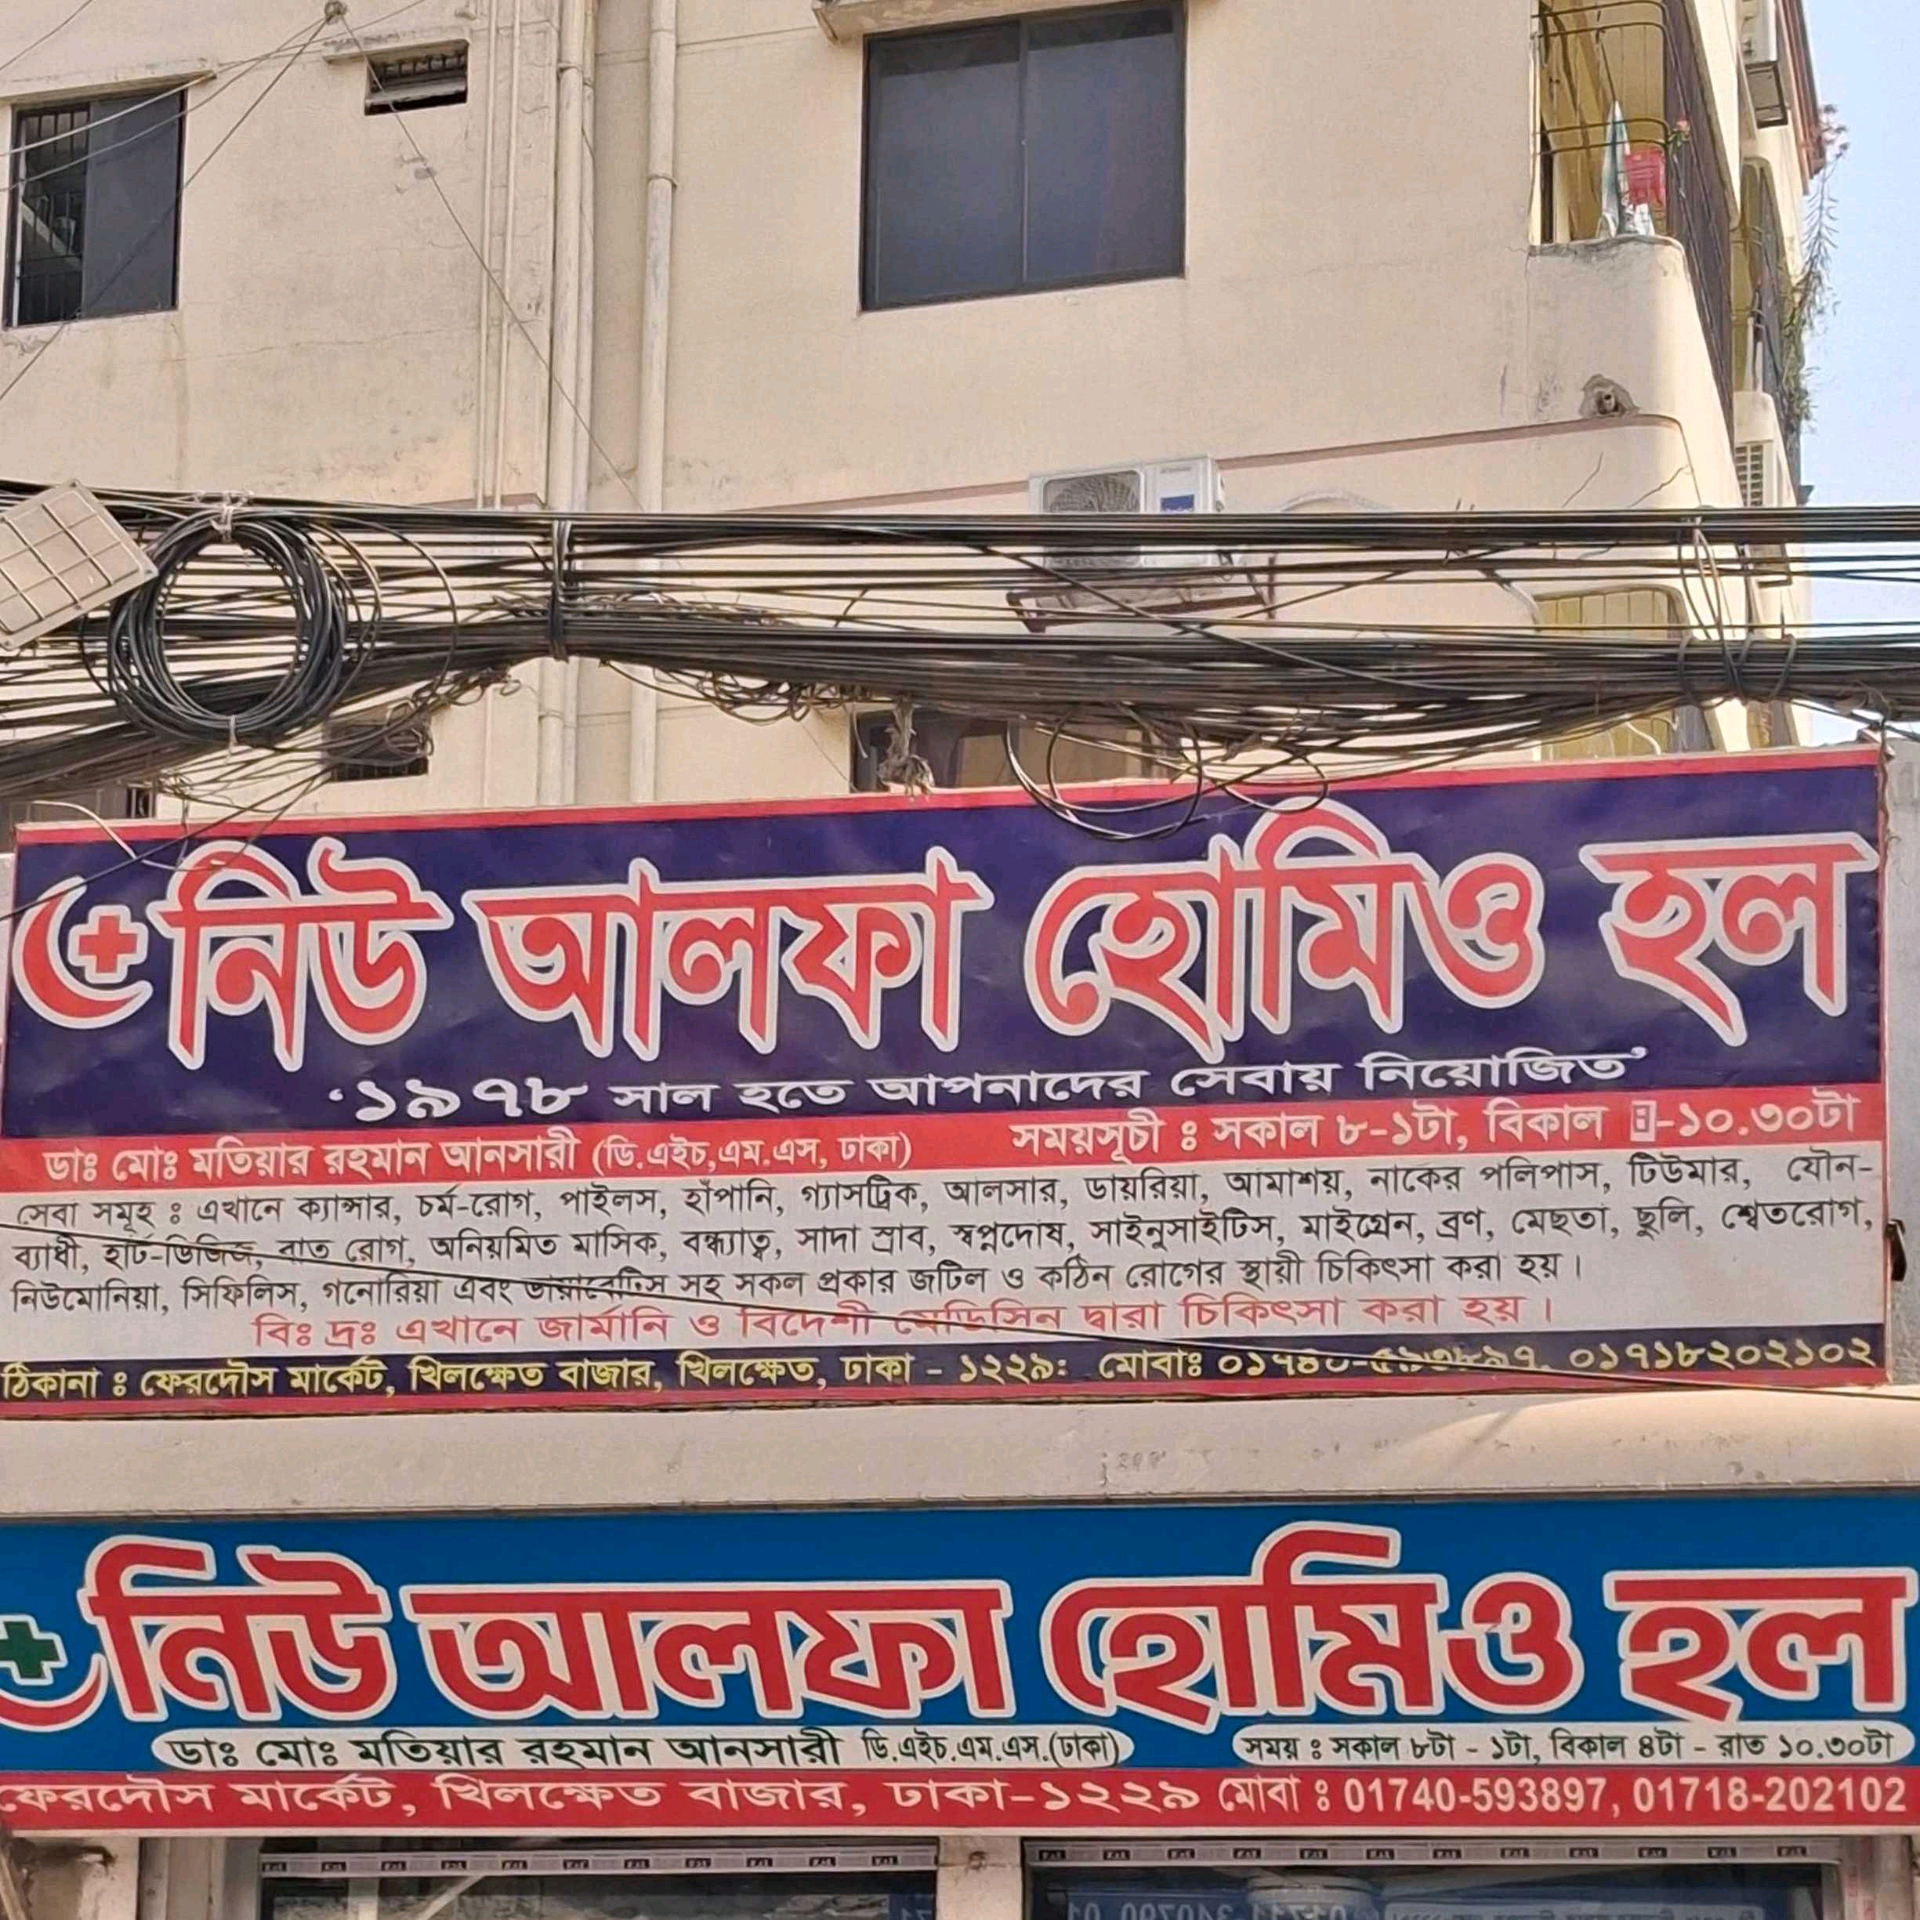 নিউ আলফা হোমিও হল
‘১৯৭৮ সাল হতে আপনাদের সেবায় নিয়োজিত’
ডাঃ মোঃ মতিয়ার রহমান আনসারী (ডি.এইচ,এম.এস, ঢাকা) সময়সূচী ঃ সকাল ৮-১টা, বিকাল -১০.৩০টা
সেবা সমূহ ঃ এখানে ক্যান্সার, চর্ম-রোগ, পাইলস, হাঁপানি, গ্যাসট্রিক, আলসার, ডায়রিয়া, আমাশয়, নাকের পলিপাস, টিউমার, যৌন-
ব্যাধী, হার্ট-ডিজিজ, বাত রোগ, অনিয়মিত মাসিক, বন্ধ্যাত্ব, সাদা স্রাব, স্বপ্নদোষ, সাইনুসাইটিস, মাইগ্রেন, ব্রণ, মেছতা, ছুলি, শ্বেতরোগ,
নিউমোনিয়া, সিফিলিস, গনোরিয়া এবং ডায়াবেটিস সহ সকল প্রকার জটিল ও কঠিন রোগের স্থায়ী চিকিৎসা করা হয়।
বিঃ দ্রঃ এখানে জার্মানি ও বিদেশী মেডিসিন দ্বারা চিকিৎসা করা হয়।
ঠিকানা ঃ ফেরদৌস মার্কেট, খিলক্ষেত বাজার, খিলক্ষেত, ঢাকা - ১২২৯: মোবাঃ ০১৭৪০-৫৯৩৮৯৭, ০১৭১৮২০২১০২
নিউ আলফা হোমিও হল
ডাঃ মোঃ মতিয়ার রহমান আনসারী ডি.এইচ.এম.এস.(ঢাকা) সময় ঃ সকাল ৮টা - ১টা, বিকাল ৪টা - রাত ১০.৩০টা
ফেরদৌস মার্কেট, খিলক্ষেত বাজার, ঢাকা-১২২৯ মোবা ঃ 01740-593897, 01718-202102